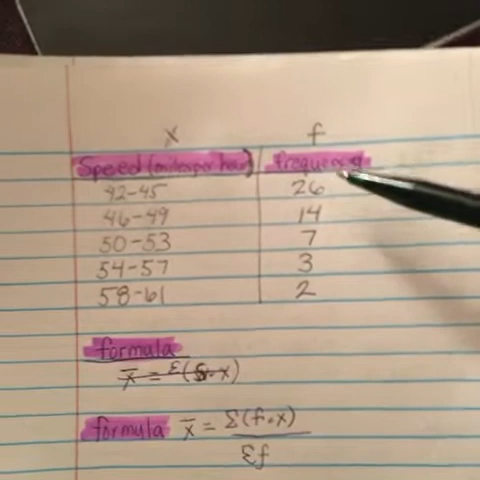 x f
Speed (miles per hour) frequency
42-45 26
46-49 14
50-53 7
54-57 3
58-61 2
formula
x̄ = Σ(f·x)
formula x̄ = Σ(f·x)
Σf